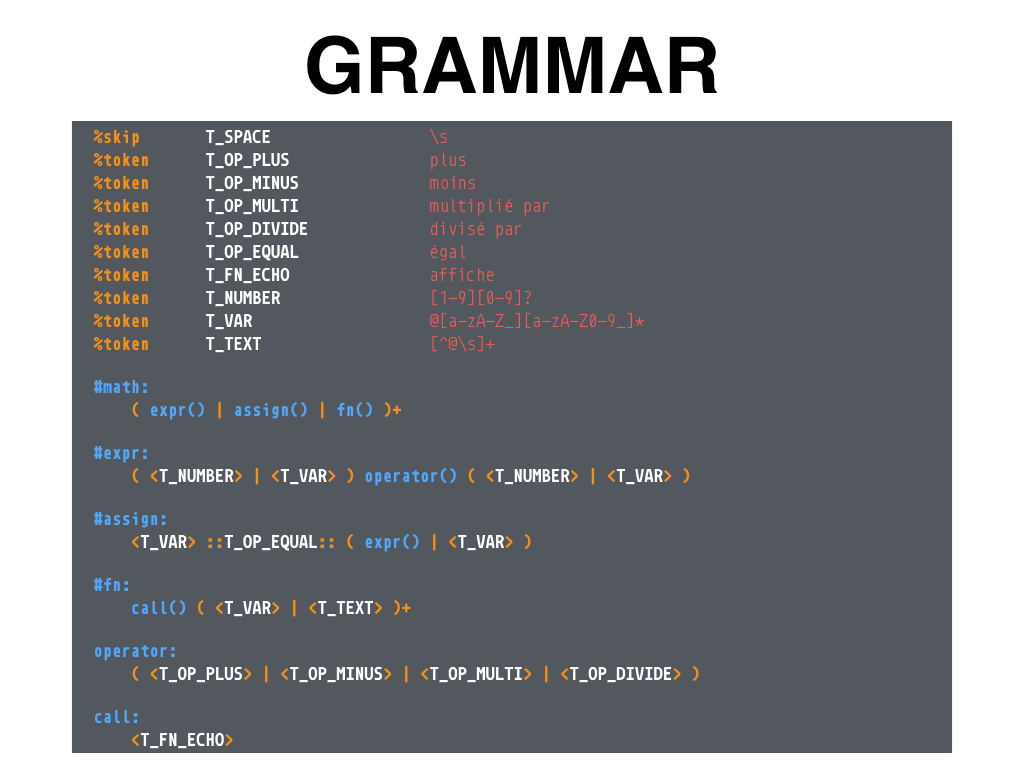 GRAMMAR
%skip T_SPACE \s
%token T_OP_PLUS plus
%token T_OP_MINUS moins
%token T_OP_MULTI multiplié par
%token T_OP_DIVIDE divisé par
%token T_OP_EQUAL égal
%token T_FN_ECHO affiche
%token T_NUMBER [1-9][0-9]?
%token T_VAR @[a-zA-Z_][a-zA-Z0-9_]*
%token T_TEXT [^@\s]+
#math:
( expr() | assign() | fn() )+
#expr:
( <T_NUMBER> | <T_VAR> ) operator() ( <T_NUMBER> | <T_VAR> )
#assign:
<T_VAR> ::T_OP_EQUAL:: ( expr() | <T_VAR> )
#fn:
call() ( <T_VAR> | <T_TEXT> )+
operator:
( <T_OP_PLUS> | <T_OP_MINUS> | <T_OP_MULTI> | <T_OP_DIVIDE> )
call:
<T_FN_ECHO>